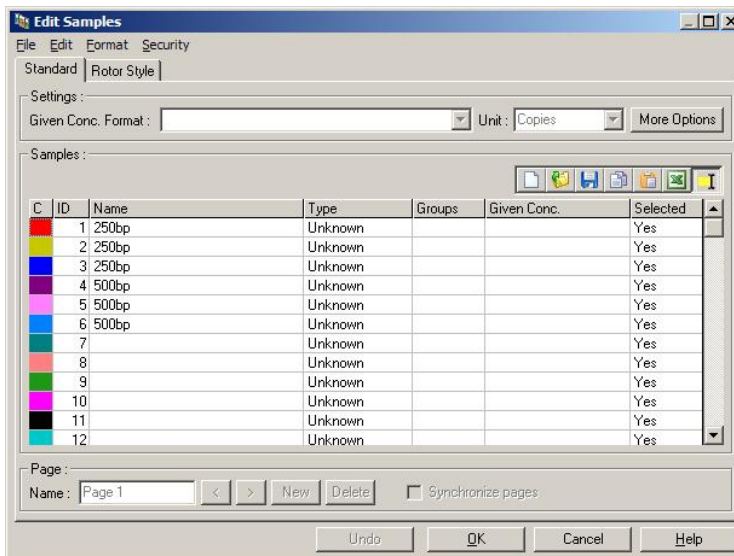 Edit Samples
File Edit Format Security
Standard Rotor Style
Settings :
Given Conc. Format : Unit : Copies More Options
Samples :
C ID Name Type Groups Given Conc. Selected
1 250bp Unknown Yes
2 250bp Unknown Yes
3 250bp Unknown Yes
4 500bp Unknown Yes
5 500bp Unknown Yes
6 500bp Unknown Yes
7 Unknown Yes
8 Unknown Yes
9 Unknown Yes
10 Unknown Yes
11 Unknown Yes
12 Unknown Yes
Page :
Name : Page 1 < > New Delete Synchronize pages
Undo OK Cancel Help